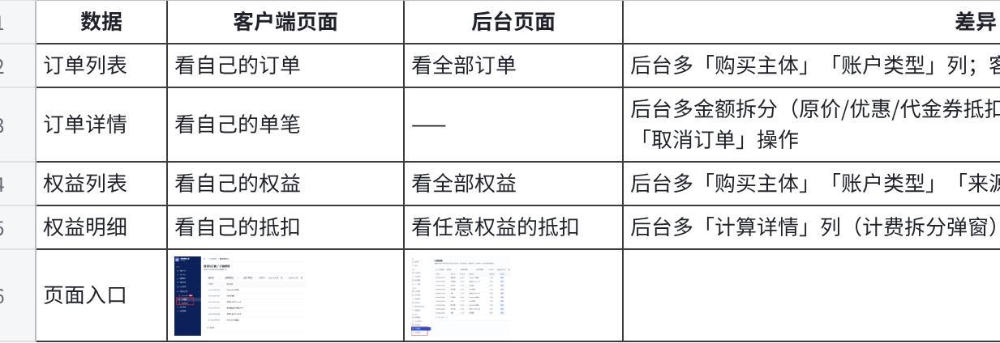 1 数据 客户端页面 后台页面 差异
2 订单列表 看自己的订单 看全部订单 后台多「购买主体」「账户类型」列；客
3 订单详情 看自己的单笔 —— 后台多金额拆分（原价/优惠/代金券抵扣
「取消订单」操作
4 权益列表 看自己的权益 看全部权益 后台多「购买主体」「账户类型」「来源
5 权益明细 看自己的抵扣 看任意权益的抵扣 后台多「计算详情」列（计费拆分弹窗）
6 页面入口